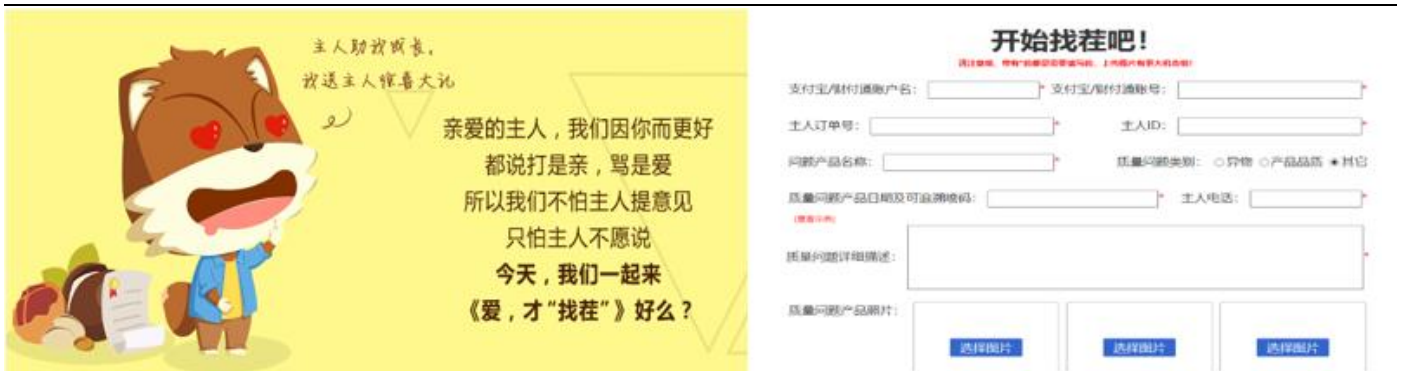 主人助我成长，
我送主人惊喜大礼
亲爱的主人，我们因你而更好
都说打是亲，骂是爱
所以我们不怕主人提意见
只怕主人不愿说
今天，我们一起来
《爱，才“找茬”》好么？
开始找茬吧！
支付宝/财付通账户名： * 支付宝/财付通账号： *
主人订单号： * 主人ID： *
问题产品名称： * 质量问题类别： 异物 产品品质 其它
质量问题产品日期及可追溯喷码： * 主人电话： *
质量问题详细描述： *
质量问题产品照片：
选择图片 选择图片 选择图片